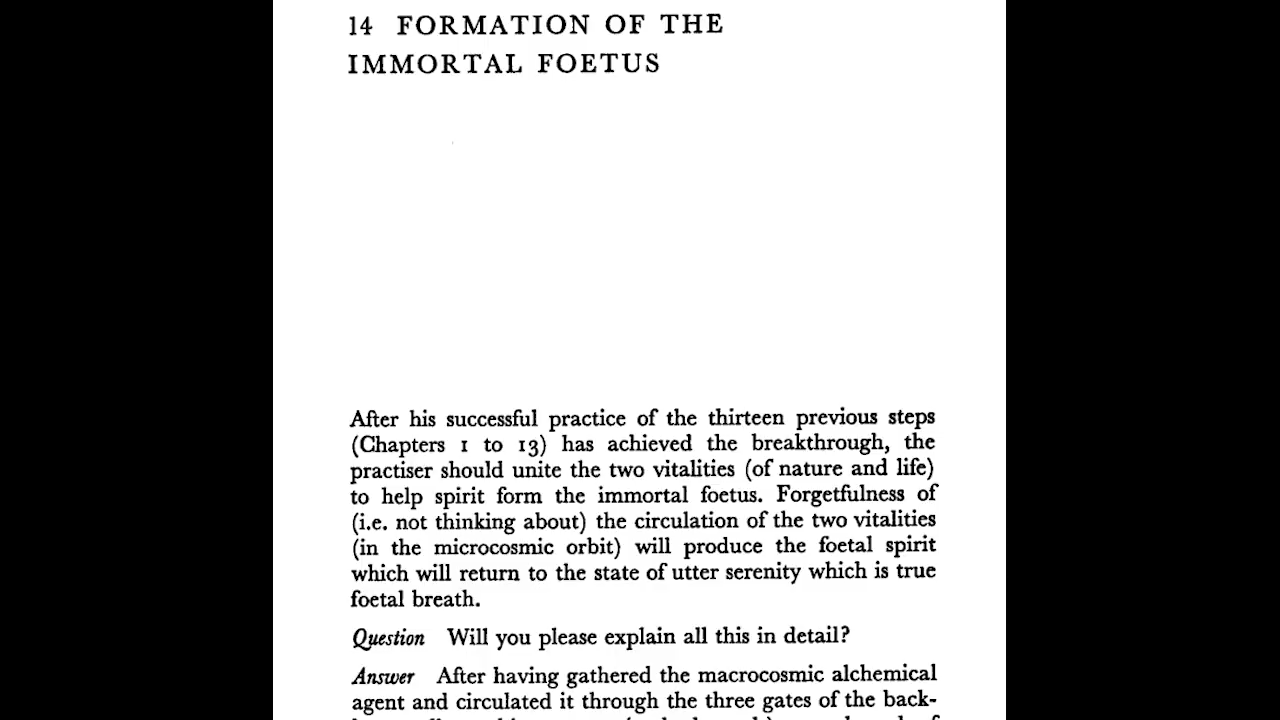 14 FORMATION OF THE
IMMORTAL FOETUS
After his successful practice of the thirteen previous steps
(Chapters 1 to 13) has achieved the breakthrough, the
practiser should unite the two vitalities (of nature and life)
to help spirit form the immortal foetus. Forgetfulness of
(i.e. not thinking about) the circulation of the two vitalities
(in the microcosmic orbit) will produce the foetal spirit
which will return to the state of utter serenity which is true
foetal breath.
Question Will you please explain all this in detail?
Answer After having gathered the macrocosmic alchemical
agent and circulated it through the three gates of the back-